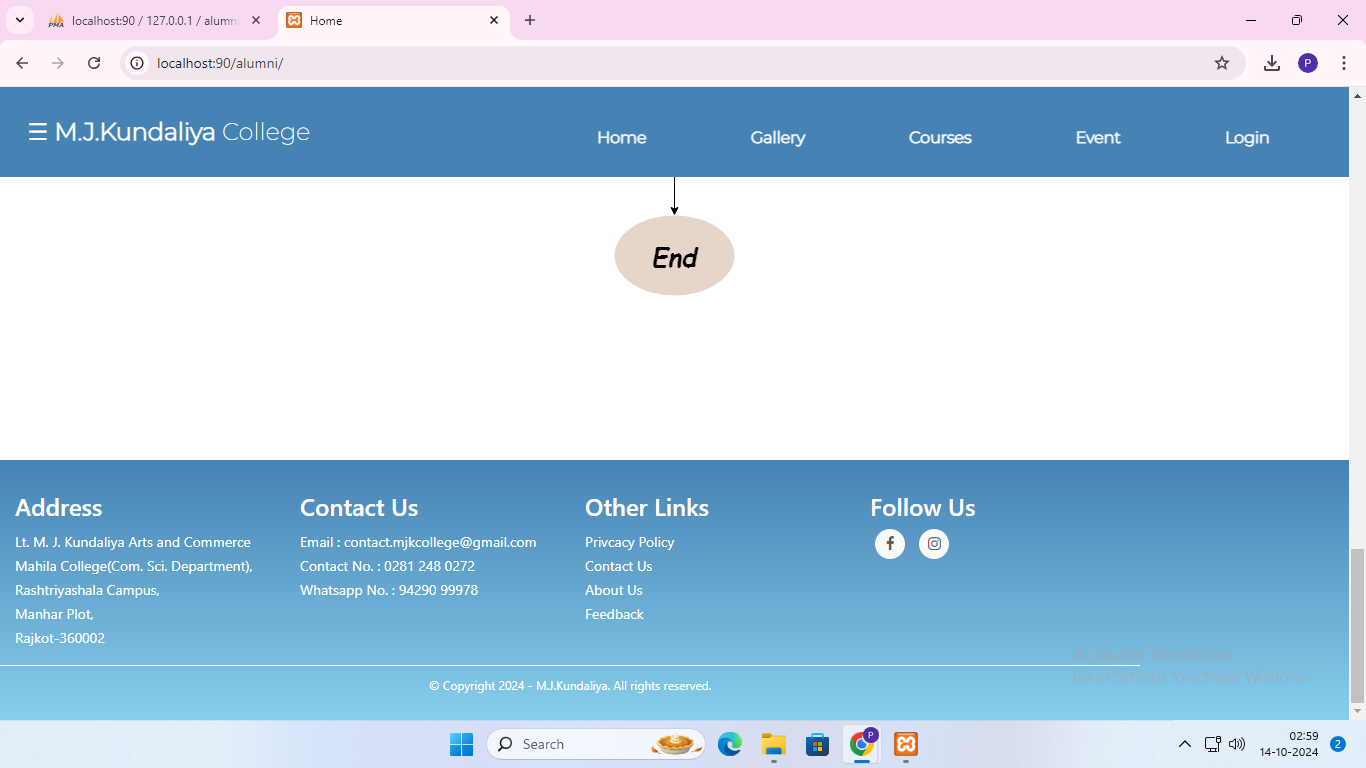 localhost:90 / 127.0.0.1 / alumn
Home
localhost:90/alumni/
P
☰ M.J.Kundaliya College
Home
Gallery
Courses
Event
Login
End
Address
Lt. M. J. Kundaliya Arts and Commerce
Mahila College(Com. Sci. Department),
Rashtriyashala Campus,
Manhar Plot,
Rajkot-360002
Contact Us
Email : contact.mjkcollege@gmail.com
Contact No. : 0281 248 0272
Whatsapp No. : 94290 99978
Other Links
Privcacy Policy
Contact Us
About Us
Feedback
Follow Us
Activate Windows
Go to Settings to activate Windows.
© Copyright 2024 - M.J.Kundaliya. All rights reserved.
Search
P
02:59
14-10-2024
2